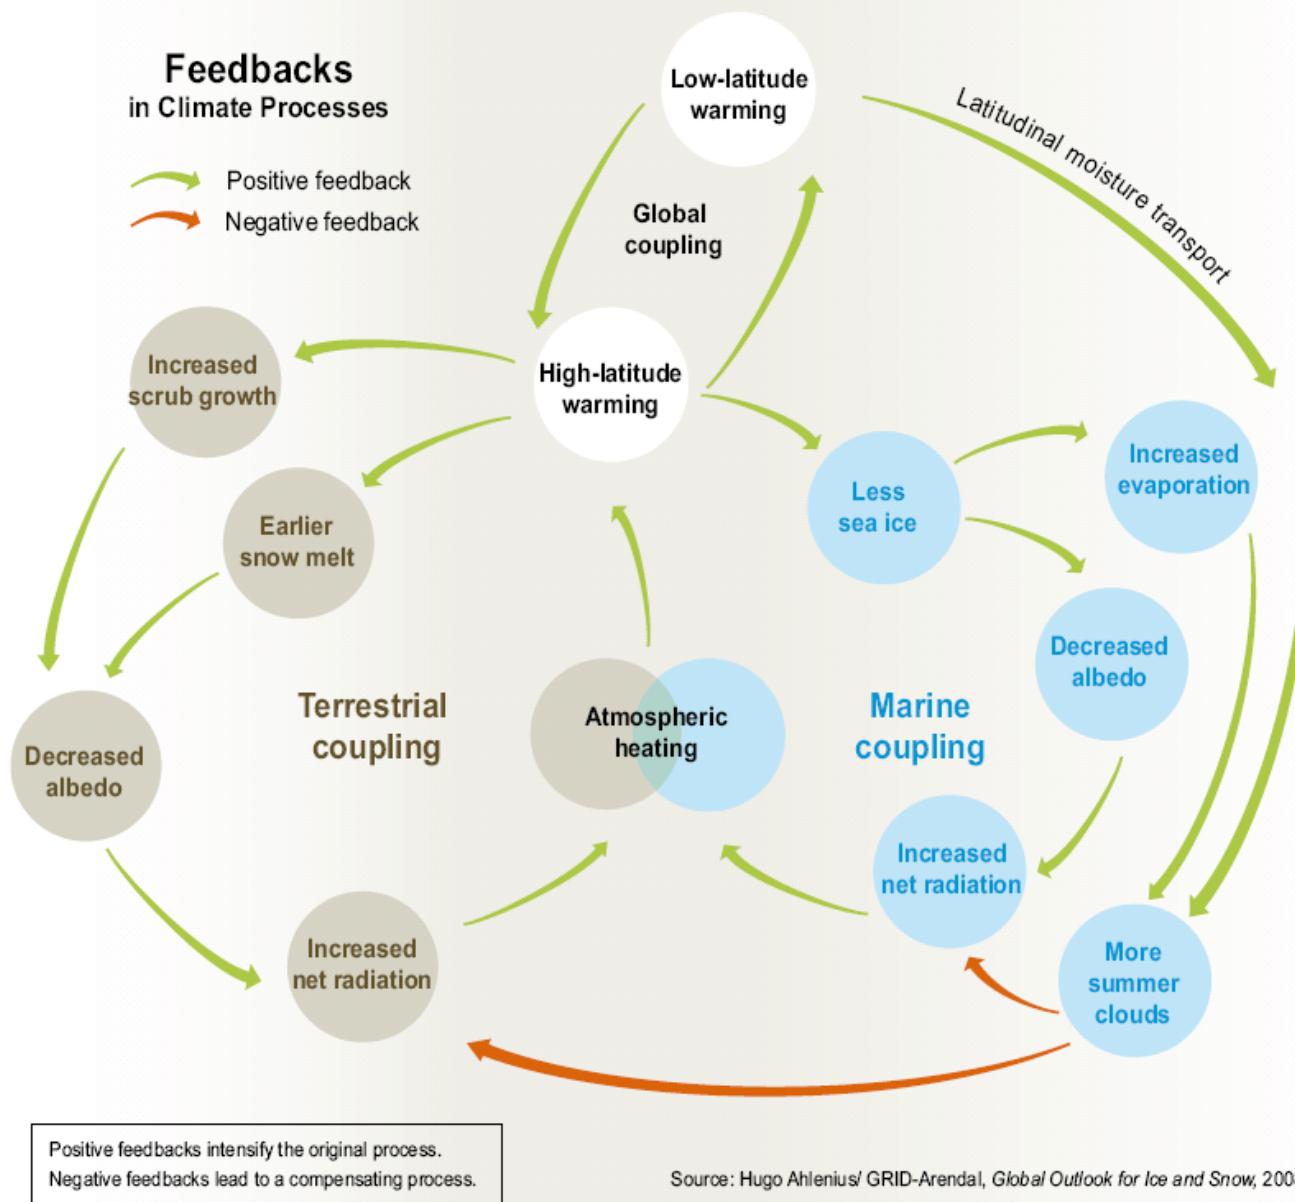 Feedbacks
in Climate Processes
Positive feedback
Negative feedback
Low-latitude
warming
Latitudinal moisture transport
Global
coupling
High-latitude
warming
Increased
scrub growth
Earlier
snow melt
Less
sea ice
Increased
evaporation
Decreased
albedo
Terrestrial
coupling
Atmospheric
heating
Marine
coupling
Decreased
albedo
Increased
net radiation
Increased
net radiation
More
summer
clouds
Positive feedbacks intensify the original process.
Negative feedbacks lead to a compensating process.
Source: Hugo Ahlenius/ GRID-Arendal, Global Outlook for Ice and Snow,